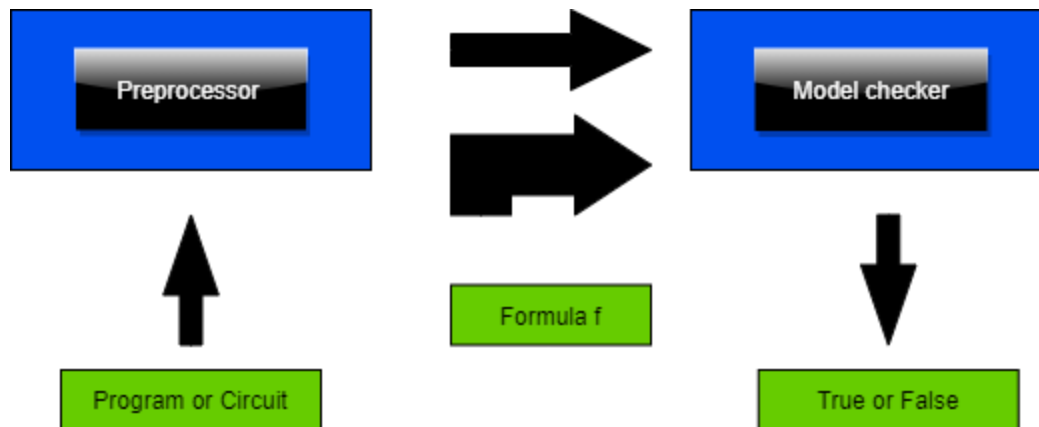 Preprocessor
Model checker
Formula f
Program or Circuit
True or False